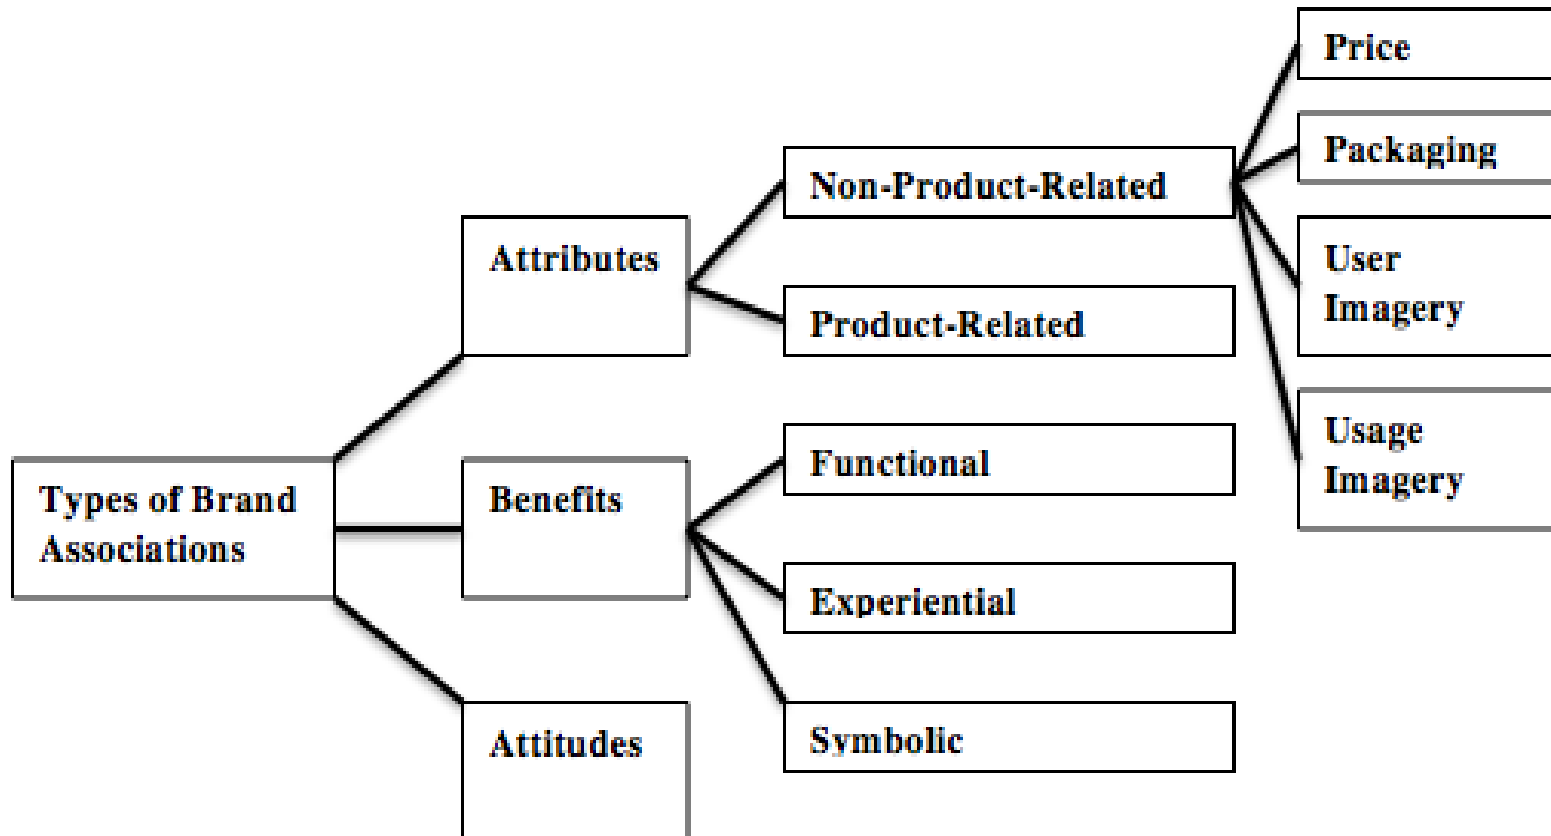 Types of Brand
Associations
Attributes
Benefits
Attitudes
Non-Product-Related
Product-Related
Functional
Experiential
Symbolic
Price
Packaging
User
Imagery
Usage
Imagery